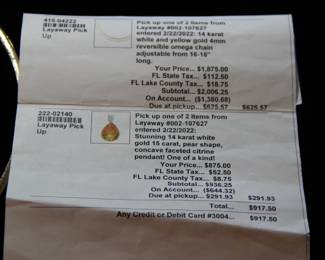 415-04222
Layaway Pick
Up
Pick up one of 2 Items from
Layaway #002-107627
entered 2/22/2022: 14 karat
white and yellow gold 4mm
reversible omega chain
adjustable from 16-18"
long.
Your Price... $1,875.00
FL State Tax... $112.50
FL Lake County Tax... $18.75
Subtotal... $2,006.25
On Account... ($1,380.68)
Due at pickup... $625.57 $625.57
222-02140
Layaway Pick
Up
Pick up one of 2 Items from
Layaway #002-107627
entered 2/22/2022:
Stunning 14 karat white
gold 15 carat, pear shape,
concave faceted citrine
pendant! One of a kind!
Your Price... $875.00
FL State Tax... $52.50
FL Lake County Tax... $8.75
Subtotal... $936.25
On Account... ($644.32)
Due at pickup... $291.93 $291.93
Total... $917.50
Any Credit or Debit Card #3004... $917.50